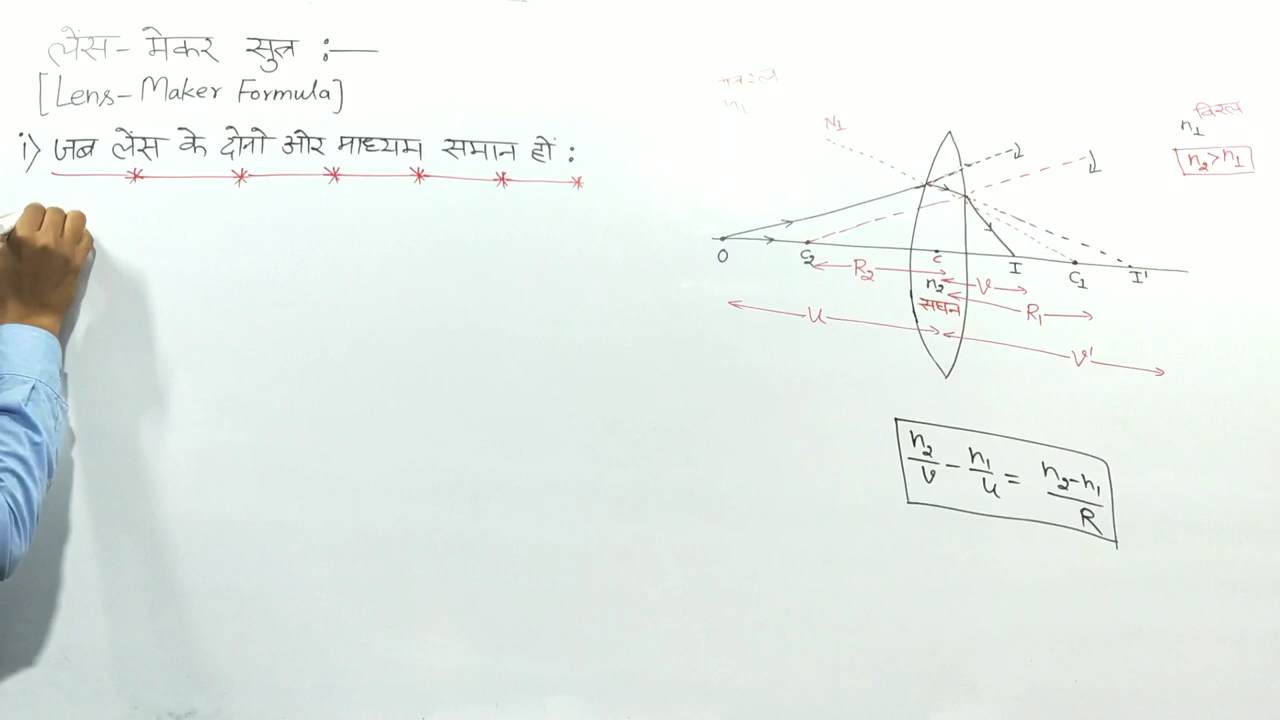 लेंस - मेकर सुत्र :—
[Lens-Maker Formula]
i) जब लेंस के दोनो ओर माध्यम समान हों :
n₁
विरल
n₁
n₂>n₁
N₁
O
C₂
C
I
C₁
I'
R₂
n₂
V
सघन
R₁
u
V'
n₂/v - n₁/u = n₂-n₁/R